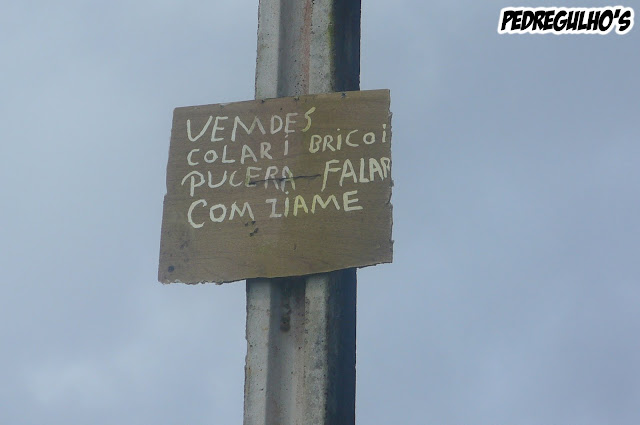 PEDREGULHO'S
VEMDES
COLAR i BRICOi
PUCERA FALAR
COM ZiAME